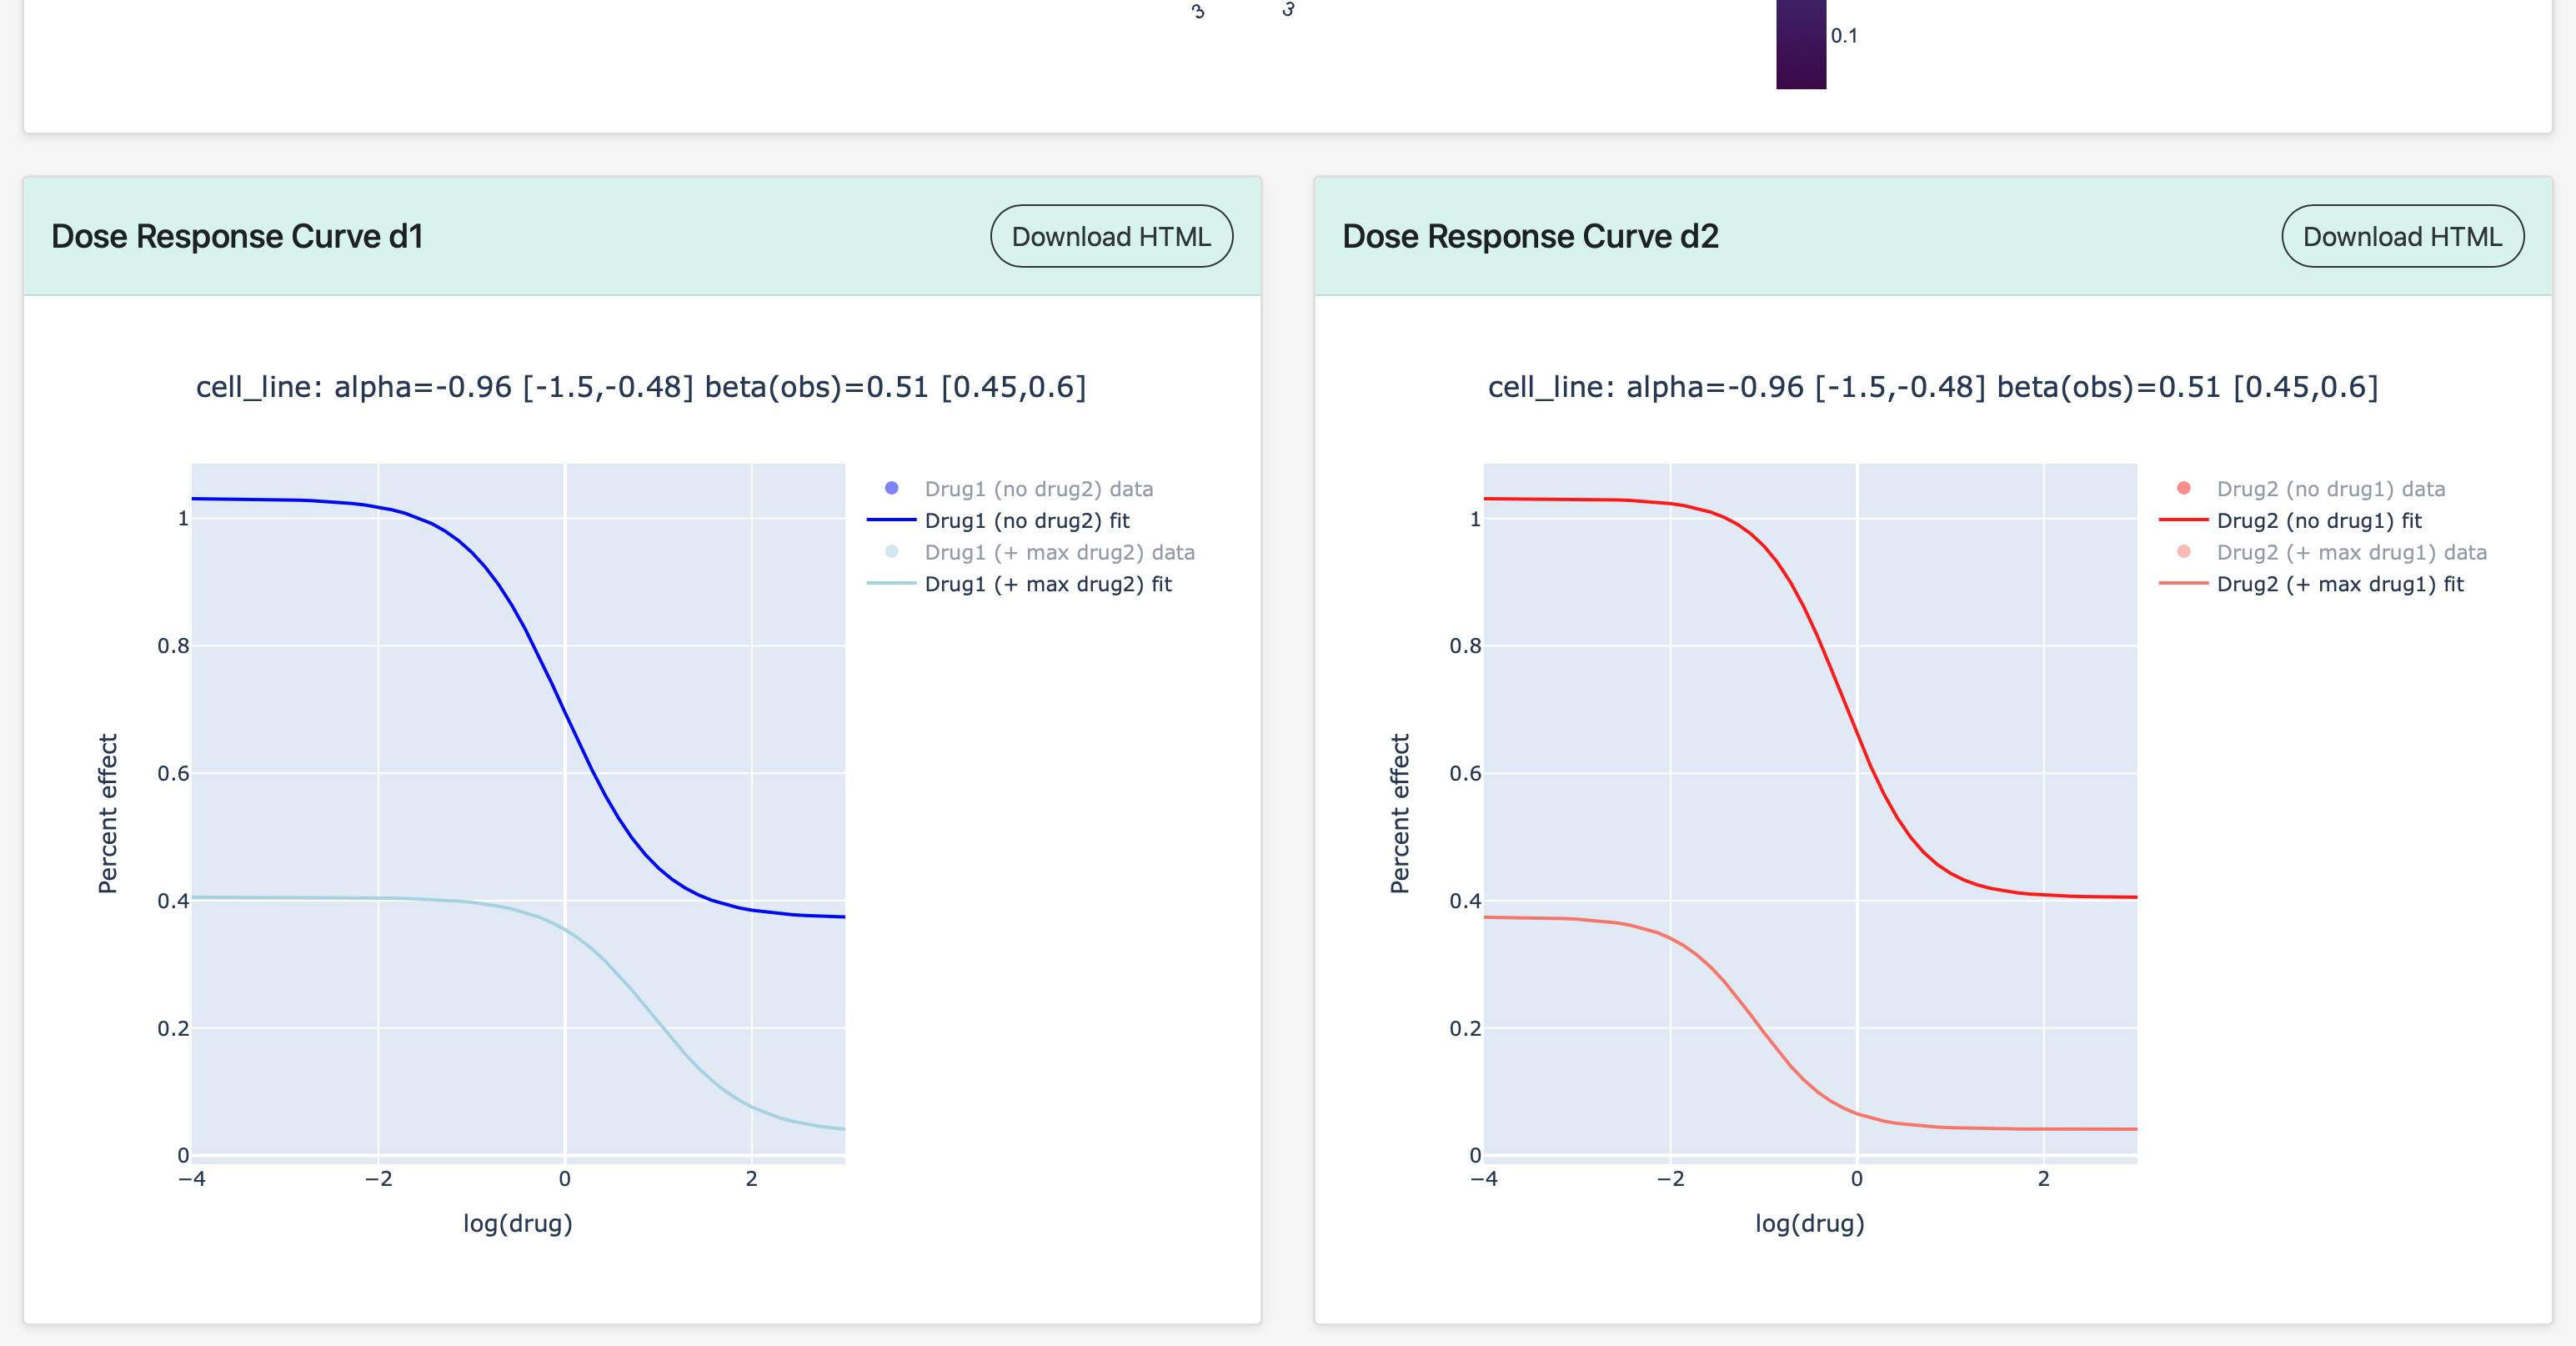 3 3
0.1
Dose Response Curve d1
Download HTML
cell_line: alpha=-0.96 [-1.5,-0.48] beta(obs)=0.51 [0.45,0.6]
Drug1 (no drug2) data
Drug1 (no drug2) fit
Drug1 (+ max drug2) data
Drug1 (+ max drug2) fit
1
0.8
0.6
0.4
0.2
0
Percent effect
−4 −2 0 2
log(drug)
Dose Response Curve d2
Download HTML
cell_line: alpha=-0.96 [-1.5,-0.48] beta(obs)=0.51 [0.45,0.6]
Drug2 (no drug1) data
Drug2 (no drug1) fit
Drug2 (+ max drug1) data
Drug2 (+ max drug1) fit
1
0.8
0.6
0.4
0.2
0
Percent effect
−4 −2 0 2
log(drug)